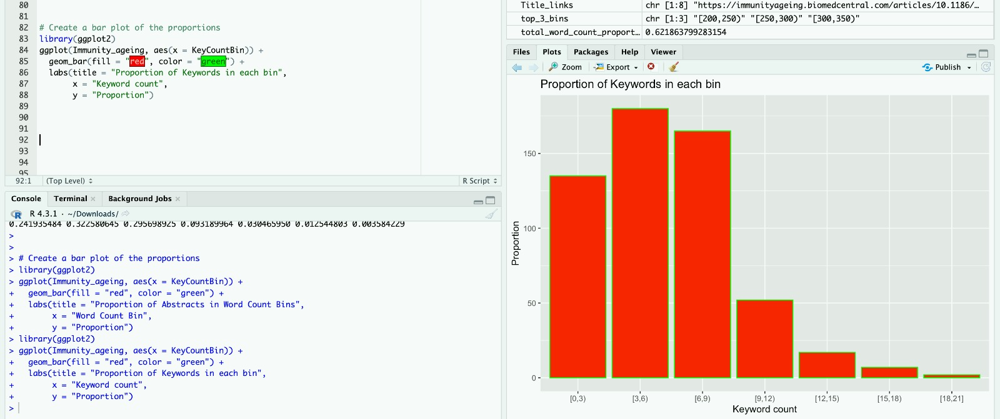 80
81
82 # Create a bar plot of the proportions
83 library(ggplot2)
84 ggplot(Immunity_ageing, aes(x = KeyCountBin)) +
85   geom_bar(fill = "red", color = "green") +
86   labs(title = "Proportion of Keywords in each bin",
87        x = "Keyword count",
88        y = "Proportion")
89
90
91
92
93
94
95
92:1 (Top Level) R Script
Console Terminal Background Jobs
R 4.3.1 · ~/Downloads/
0.241935484 0.322580645 0.295698925 0.093189964 0.030465950 0.012544803 0.003584229
>
>
> # Create a bar plot of the proportions
> library(ggplot2)
> ggplot(Immunity_ageing, aes(x = KeyCountBin)) +
+   geom_bar(fill = "red", color = "green") +
+   labs(title = "Proportion of Abstracts in Word Count Bins",
+        x = "Word Count Bin",
+        y = "Proportion")
> library(ggplot2)
> ggplot(Immunity_ageing, aes(x = KeyCountBin)) +
+   geom_bar(fill = "red", color = "green") +
+   labs(title = "Proportion of Keywords in each bin",
+        x = "Keyword count",
+        y = "Proportion")
>
Title_links chr [1:8] "https://immunityageing.biomedcentral.com/articles/10.1186/…
top_3_bins chr [1:3] "[200,250)" "[250,300)" "[300,350)"
total_word_count_proport… 0.621863799283154
Files Plots Packages Help Viewer
Zoom Export Publish
Proportion of Keywords in each bin
Proportion
150
100
50
0
[0,3) [3,6) [6,9) [9,12) [12,15) [15,18) [18,21]
Keyword count